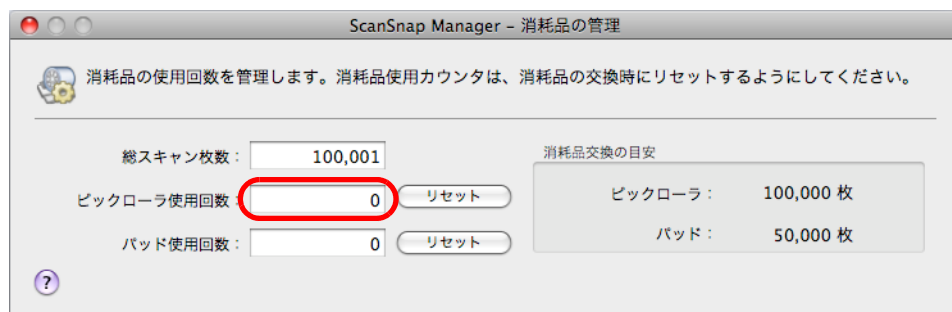 ScanSnap Manager – 消耗品の管理
消耗品の使用回数を管理します。消耗品使用カウンタは、消耗品の交換時にリセットするようにしてください。
総スキャン枚数： 100,001
消耗品交換の目安
ピックローラ使用回数： 0 リセット
ピックローラ： 100,000 枚
パッド使用回数： 0 リセット
パッド： 50,000 枚
?